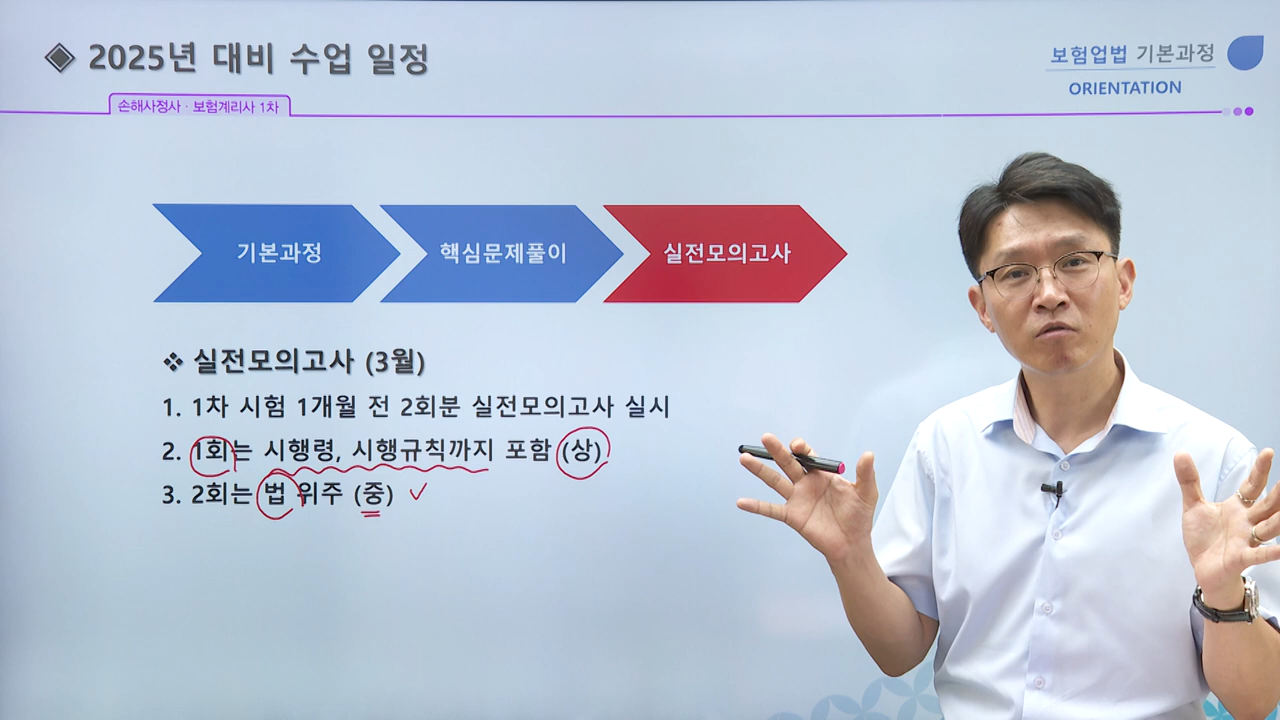 ◈ 2025년 대비 수업 일정
보험업법 기본과정
ORIENTATION
손해사정사 · 보험계리사 1차
기본과정
핵심문제풀이
실전모의고사
❖ 실전모의고사 (3월)
1. 1차 시험 1개월 전 2회분 실전모의고사 실시
2. 1회는 시행령, 시행규칙까지 포함 (상)
3. 2회는 법 위주 (중)